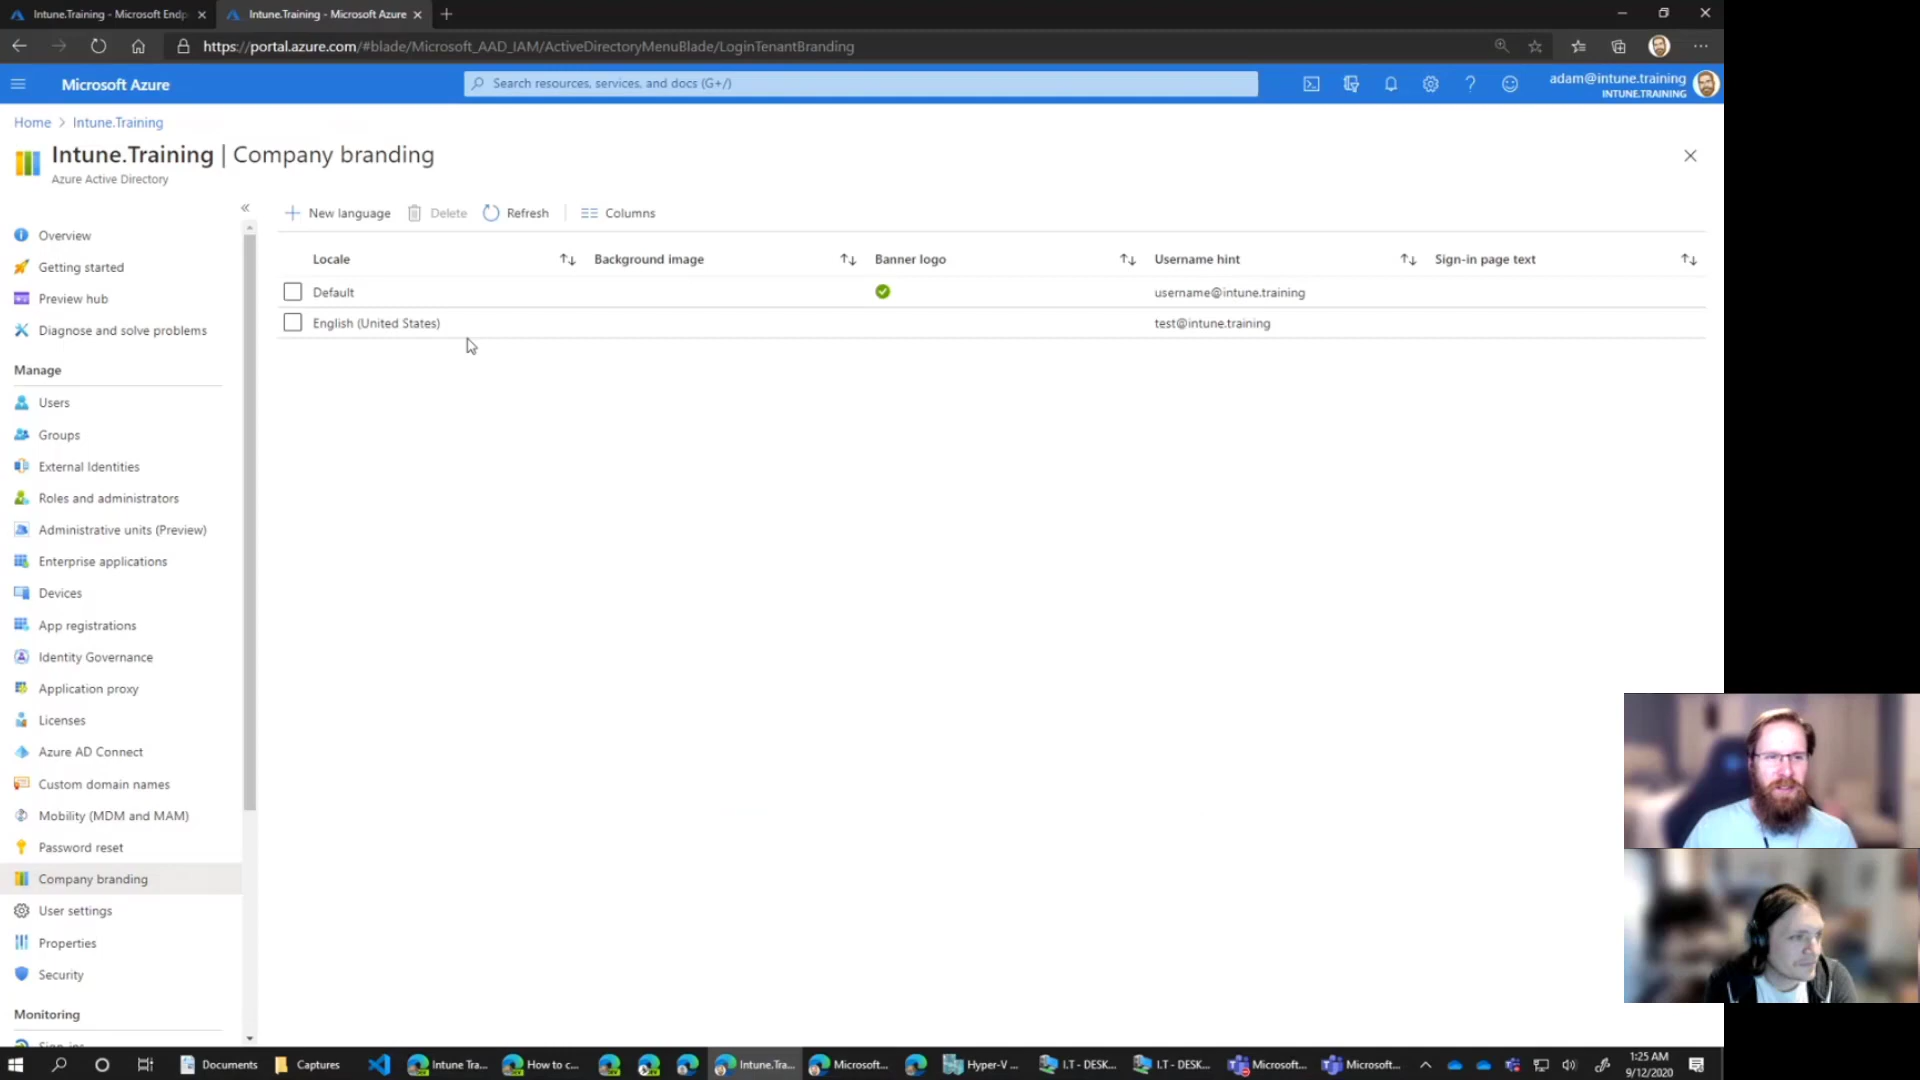 Intune.Training - Microsoft Endp
Intune.Training - Microsoft Azure
https://portal.azure.com/#blade/Microsoft_AAD_IAM/ActiveDirectoryMenuBlade/LoginTenantBranding
Microsoft Azure
Search resources, services, and docs (G+/)
adam@intune.training
INTUNE.TRAINING
Home > Intune.Training
Intune.Training | Company branding
Azure Active Directory
New language
Delete
Refresh
Columns
Locale
Background image
Banner logo
Username hint
Sign-in page text
Default
username@intune.training
English (United States)
test@intune.training
Overview
Getting started
Preview hub
Diagnose and solve problems
Manage
Users
Groups
External Identities
Roles and administrators
Administrative units (Preview)
Enterprise applications
Devices
App registrations
Identity Governance
Application proxy
Licenses
Azure AD Connect
Custom domain names
Mobility (MDM and MAM)
Password reset
Company branding
User settings
Properties
Security
Monitoring
Documents
Captures
Intune Tra...
How to c...
Intune.Tra...
Microsoft...
Hyper-V ...
I.T - DESK...
I.T - DESK...
Microsoft...
Microsoft...
1:25 AM
9/12/2020